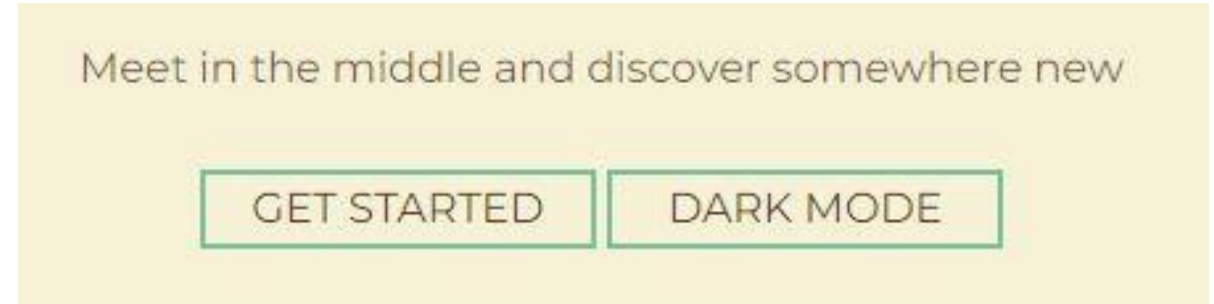 Meet in the middle and discover somewhere new
GET STARTED DARK MODE